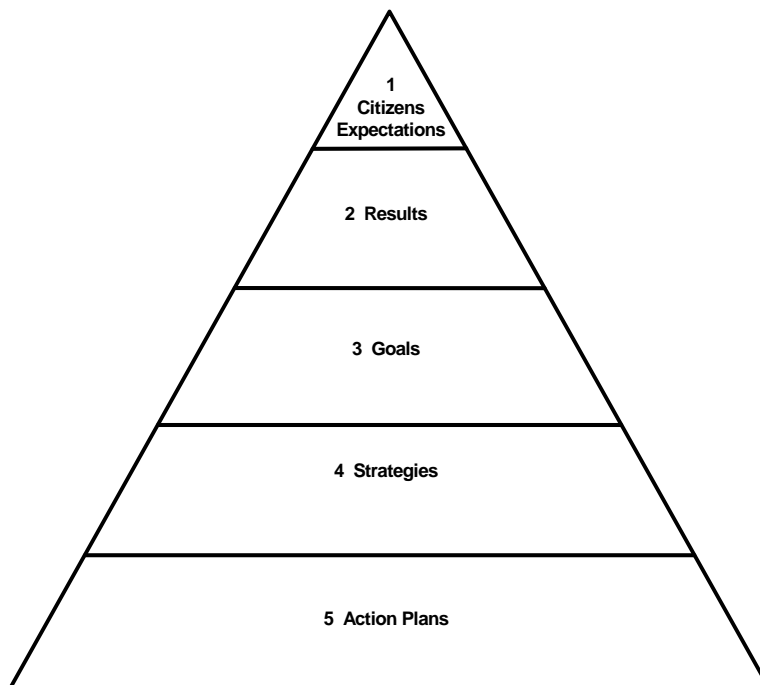 1
Citizens
Expectations
2 Results
3 Goals
4 Strategies
5 Action Plans